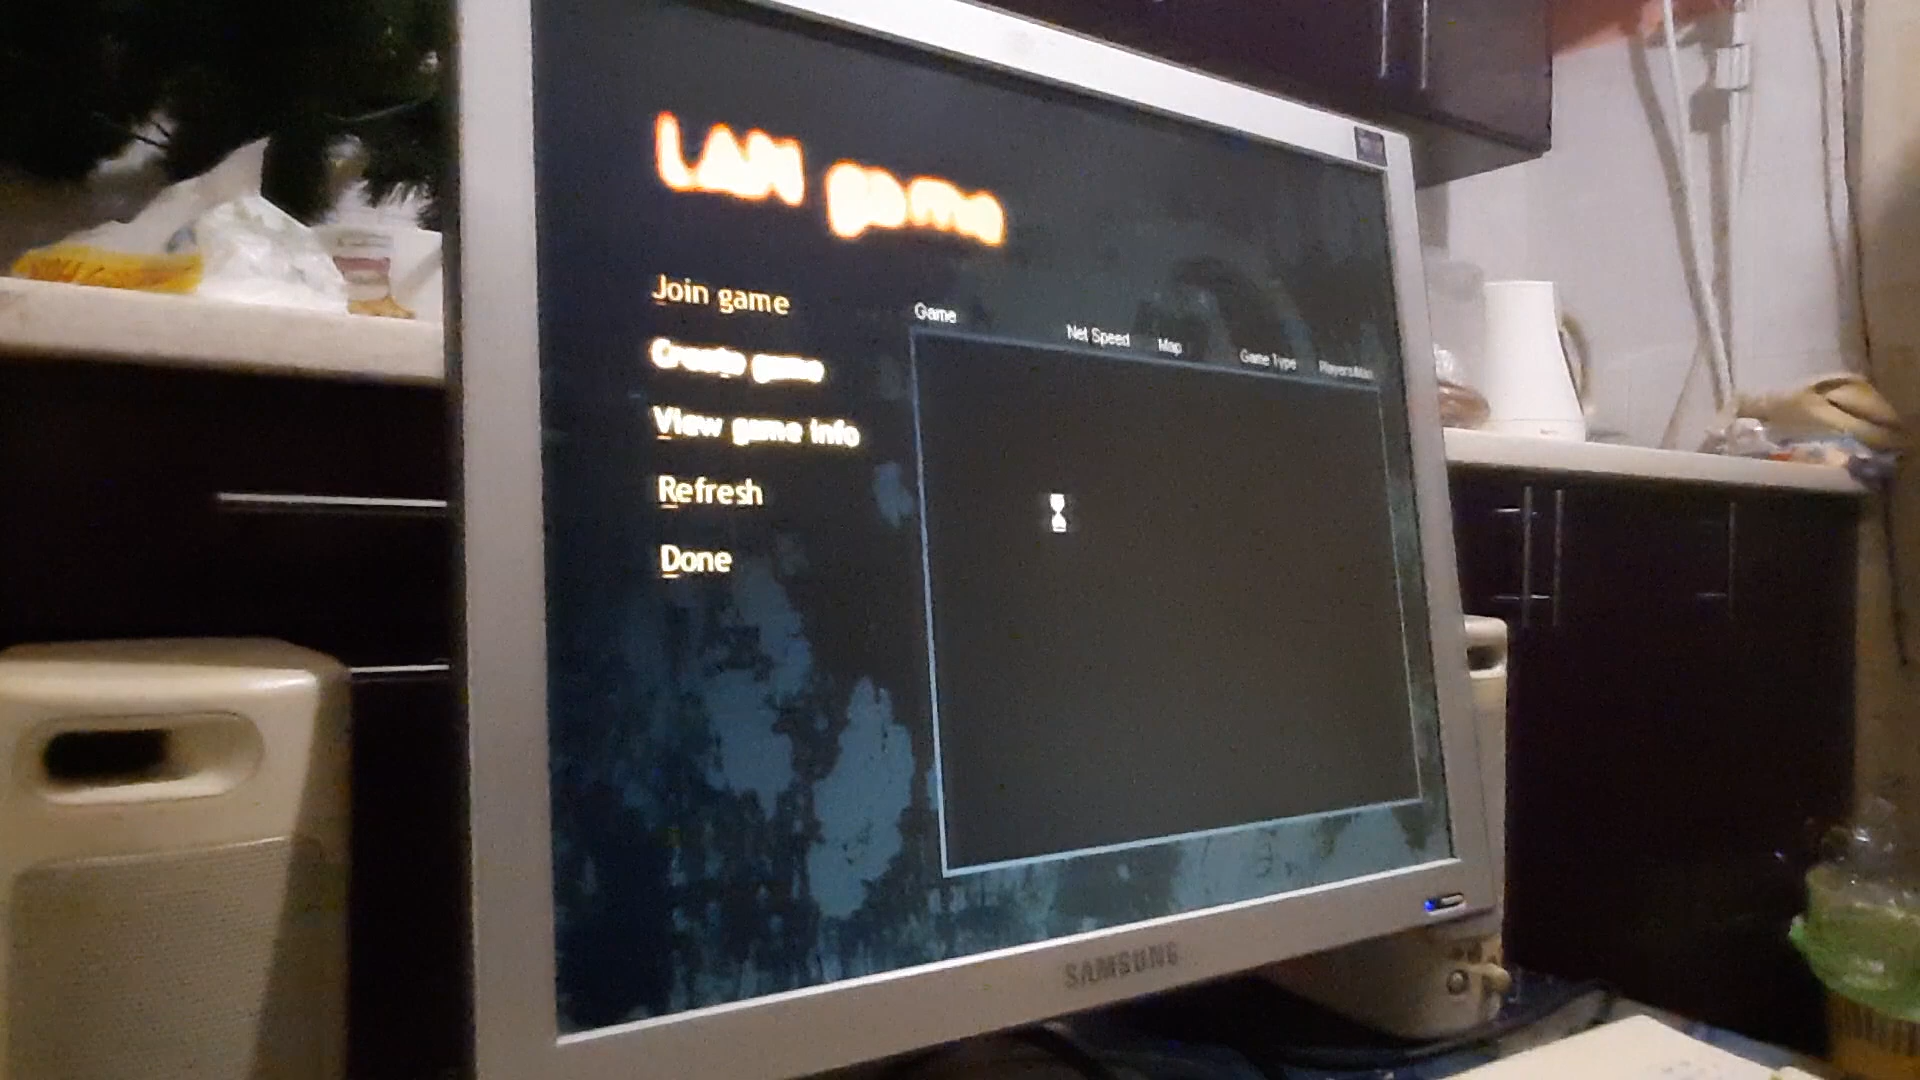 LAN game
Join game
Create game
View game info
Refresh
Done
Game
Net Speed
Map
Game Type
SAMSUNG